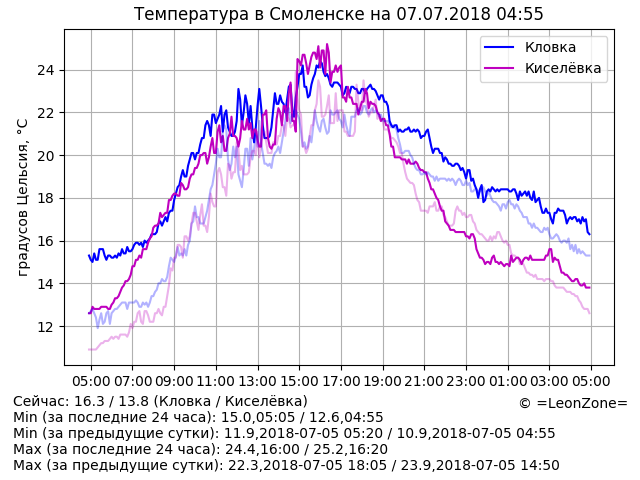 Температура в Смоленске на 07.07.2018 04:55
Кловка
Киселёвка
градусов Цельсия, °C
24
22
20
18
16
14
12
05:00 07:00 09:00 11:00 13:00 15:00 17:00 19:00 21:00 23:00 01:00 03:00 05:00
Сейчас: 16.3 / 13.8 (Кловка / Киселёвка)
© =LeonZone=
Min (за последние 24 часа): 15.0,05:05 / 12.6,04:55
Min (за предыдущие сутки): 11.9,2018-07-05 05:20 / 10.9,2018-07-05 04:55
Max (за последние 24 часа): 24.4,16:00 / 25.2,16:20
Max (за предыдущие сутки): 22.3,2018-07-05 18:05 / 23.9,2018-07-05 14:50